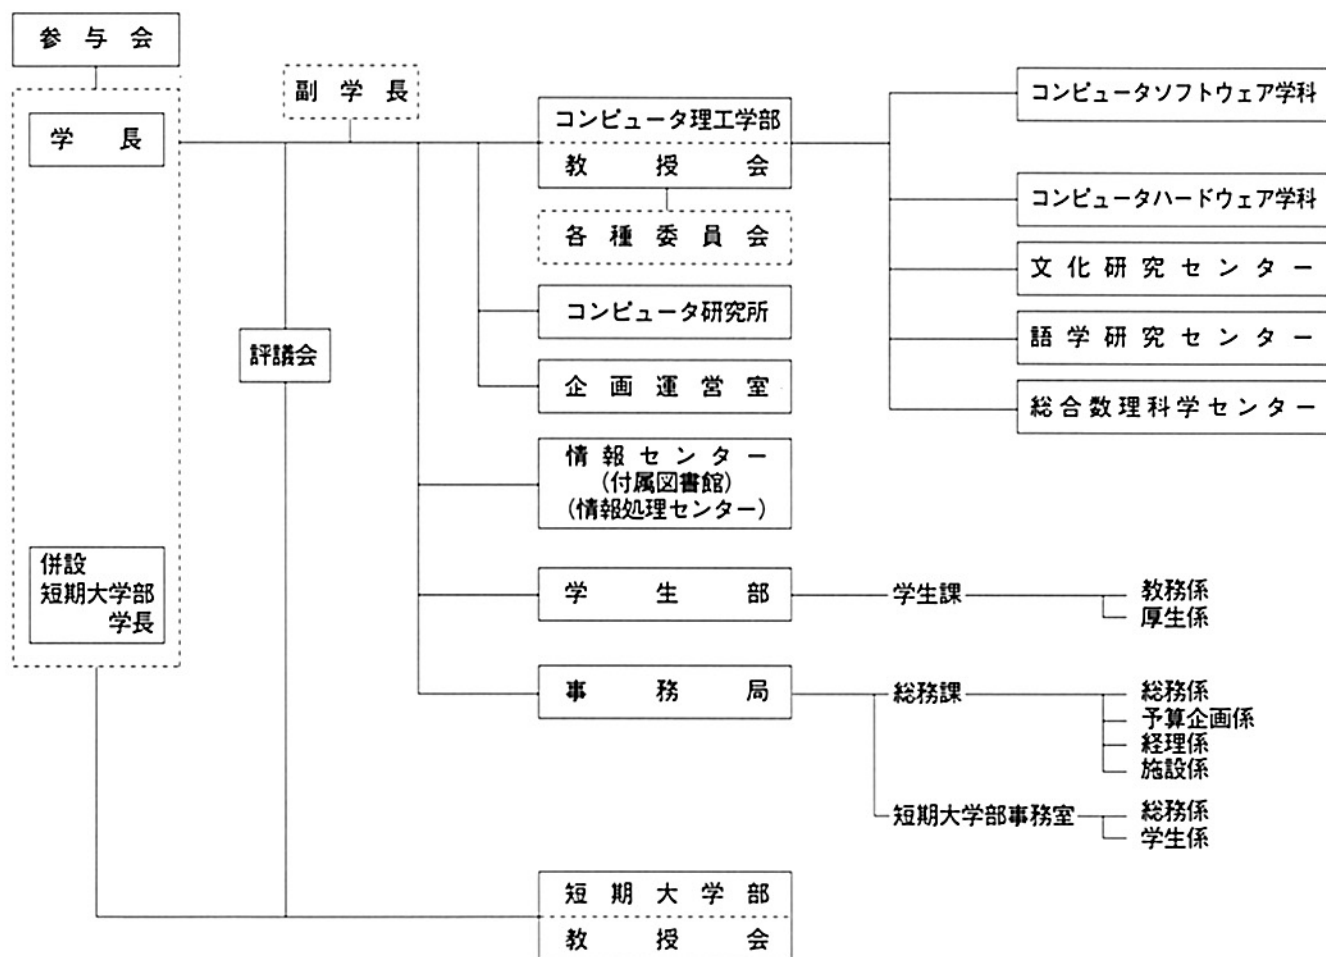 参与会
学長
併設
短期大学部
学長
副学長
評議会
コンピュータ理工学部
教授会
各種委員会
コンピュータ研究所
企画運営室
情報センター
(付属図書館)
(情報処理センター)
学生部
事務局
短期大学部
教授会
コンピュータソフトウェア学科
コンピュータハードウェア学科
文化研究センター
語学研究センター
総合数理科学センター
学生課
教務係
厚生係
総務課
総務係
予算企画係
経理係
施設係
短期大学部事務室
総務係
学生係